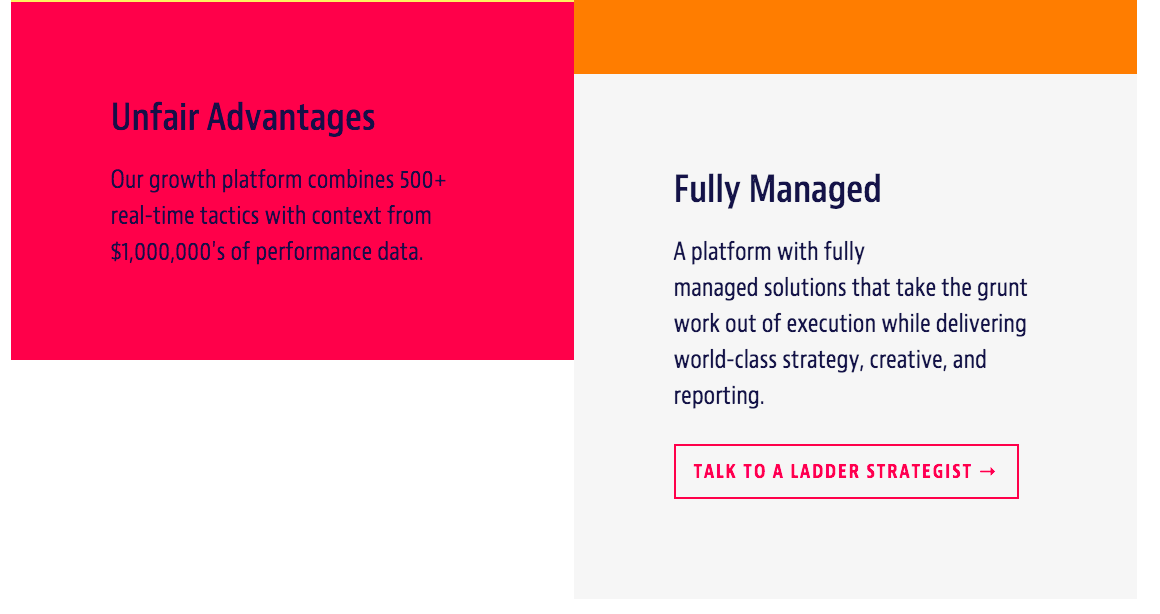 Unfair Advantages
Our growth platform combines 500+
real-time tactics with context from
$1,000,000's of performance data.
Fully Managed
A platform with fully
managed solutions that take the grunt
work out of execution while delivering
world-class strategy, creative, and
reporting.
TALK TO A LADDER STRATEGIST →